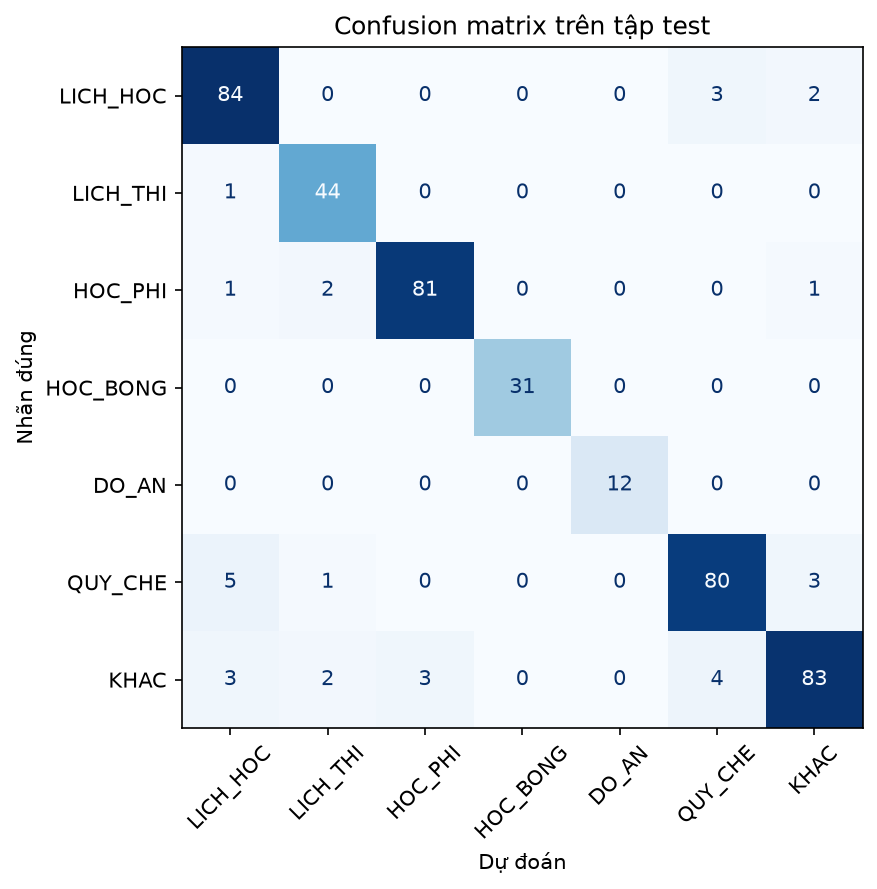 Confusion matrix trên tập test
Nhãn đúng
LICH_HOC 84 0 0 0 0 3 2
LICH_THI 1 44 0 0 0 0 0
HOC_PHI 1 2 81 0 0 0 1
HOC_BONG 0 0 0 31 0 0 0
DO_AN 0 0 0 0 12 0 0
QUY_CHE 5 1 0 0 0 80 3
KHAC 3 2 3 0 0 4 83
LICH_HOC LICH_THI HOC_PHI HOC_BONG DO_AN QUY_CHE KHAC
Dự đoán